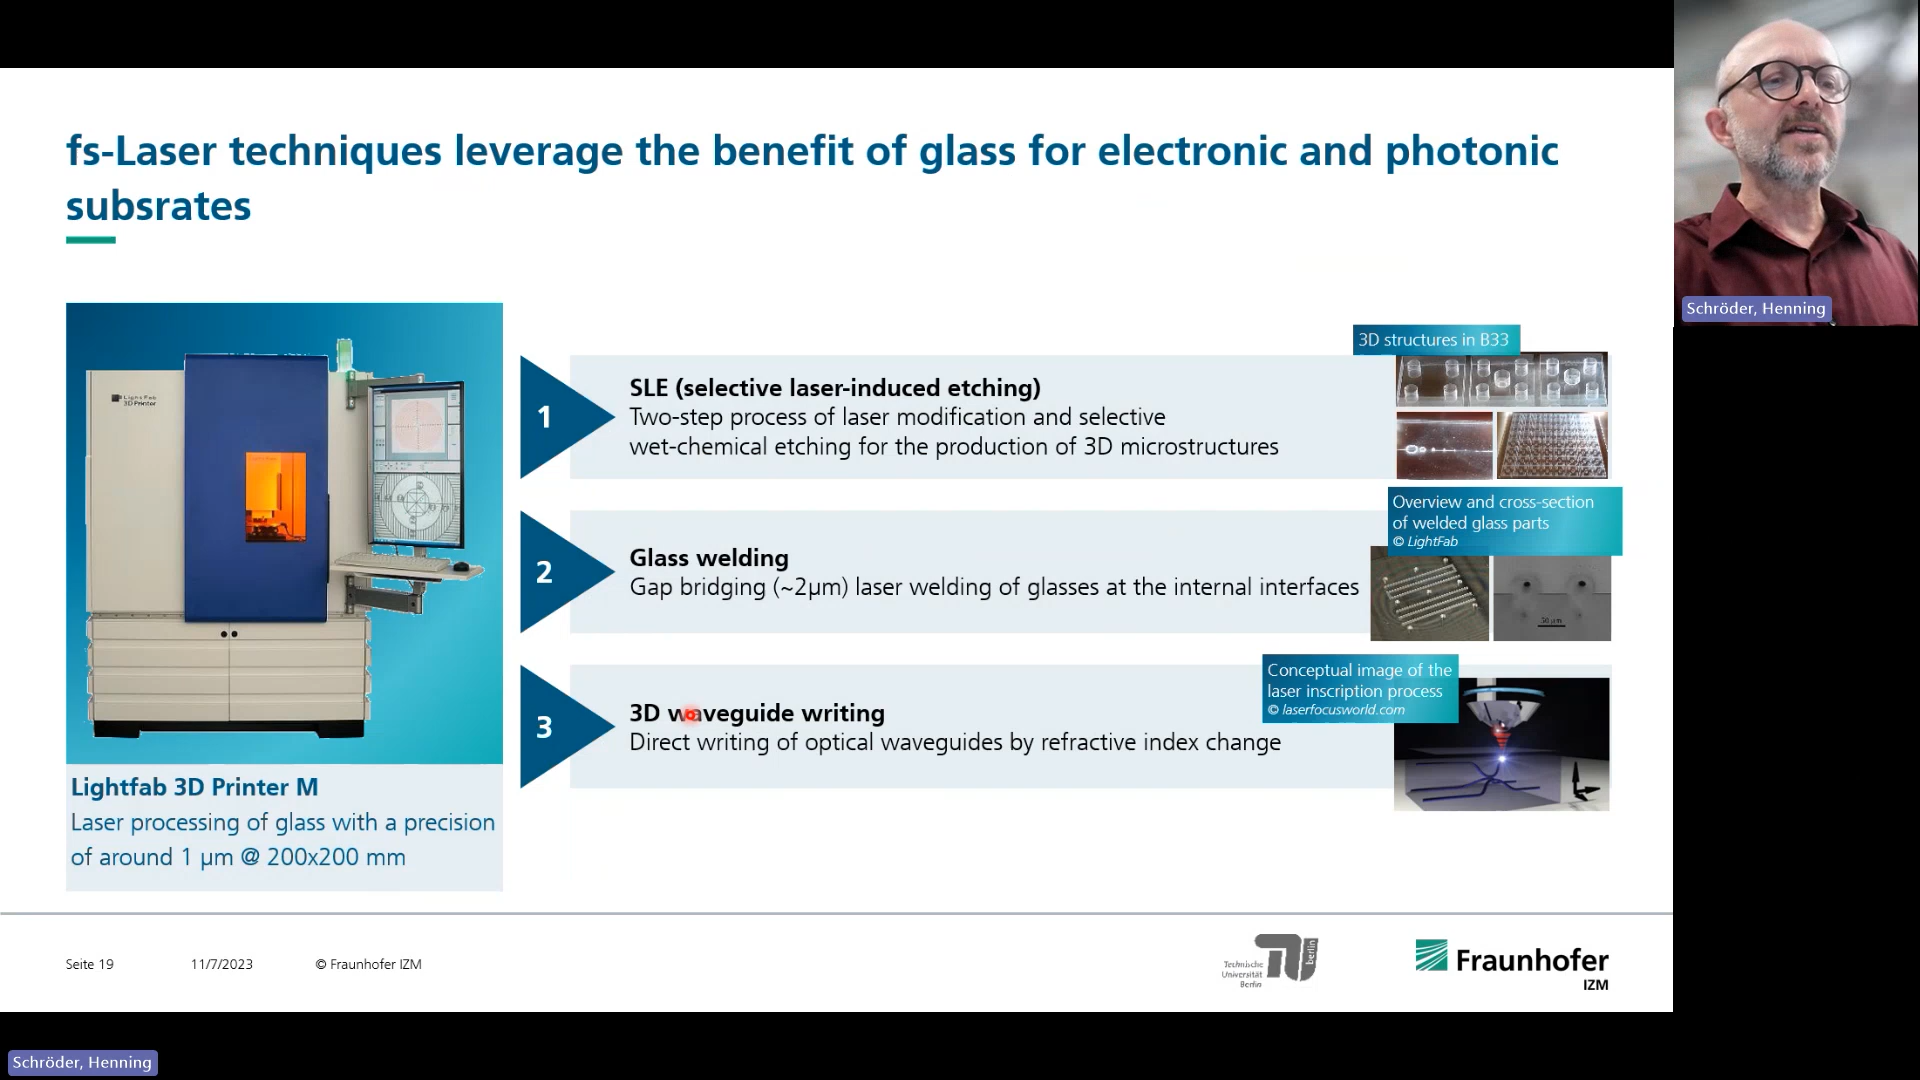 fs-Laser techniques leverage the benefit of glass for electronic and photonic
subsrates
Schröder, Henning
LightFab
3D Printer
Lightfab 3D Printer M
Laser processing of glass with a precision
of around 1 µm @ 200x200 mm
1
SLE (selective laser-induced etching)
Two-step process of laser modification and selective
wet-chemical etching for the production of 3D microstructures
3D structures in B33
2
Glass welding
Gap bridging (~2µm) laser welding of glasses at the internal interfaces
Overview and cross-section
of welded glass parts
© LightFab
50 µm
3
3D waveguide writing
Direct writing of optical waveguides by refractive index change
Conceptual image of the
laser inscription process
© laserfocusworld.com
Seite 19
11/7/2023
© Fraunhofer IZM
Technische
Universität
Berlin
berlin
Fraunhofer
IZM
Schröder, Henning